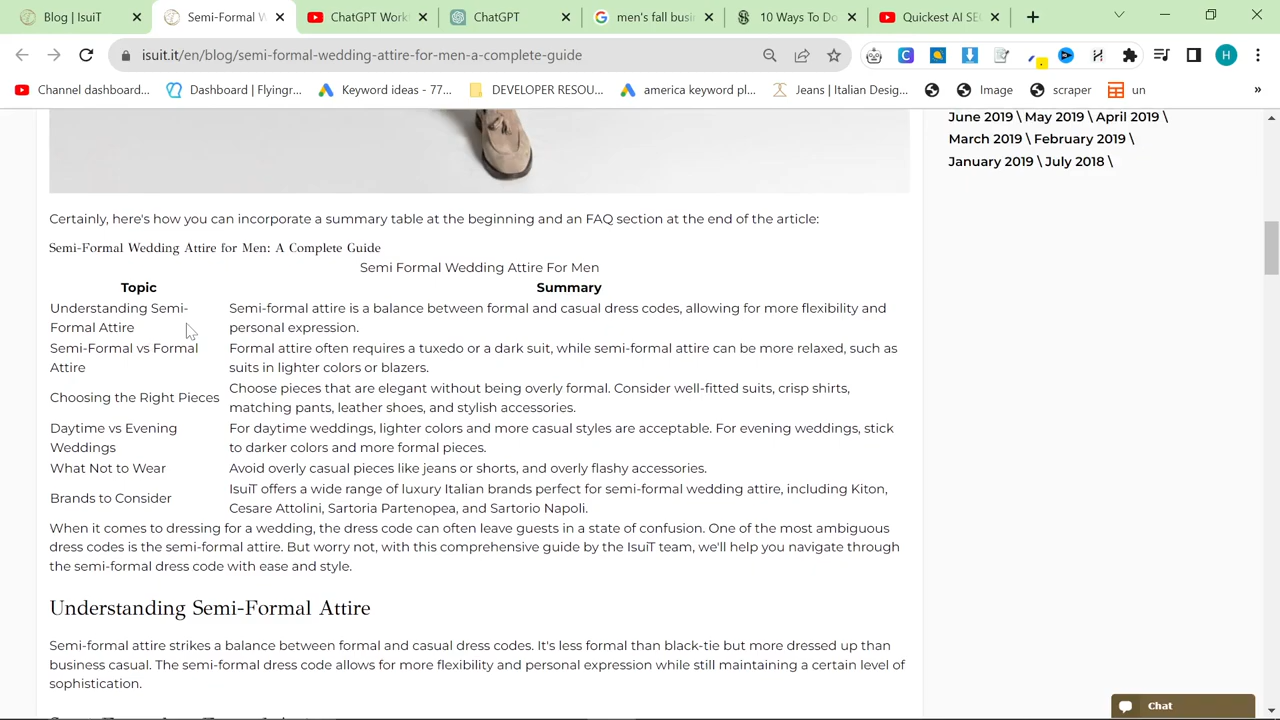 Blog | IsuiT
Semi-Formal W
ChatGPT Work
ChatGPT
men's fall busi
10 Ways To Do
Quickest AI SE
isuit.it/en/blog/semi-formal-wedding-attire-for-men-a-complete-guide
H
Channel dashboard...
Dashboard | Flyingr...
Keyword ideas, 77...
DEVELOPER RESOU...
america keyword pl...
Jeans | Italian Desig...
Image
scraper
un
»
June 2019 \ May 2019 \ April 2019 \
March 2019 \ February 2019 \
January 2019 \ July 2018 \
Certainly, here's how you can incorporate a summary table at the beginning and an FAQ section at the end of the article:
Semi-Formal Wedding Attire for Men: A Complete Guide
Semi Formal Wedding Attire For Men
Topic Summary
Understanding Semi-
Formal Attire
Semi-formal attire is a balance between formal and casual dress codes, allowing for more flexibility and
personal expression.
Semi-Formal vs Formal
Attire
Formal attire often requires a tuxedo or a dark suit, while semi-formal attire can be more relaxed, such as
suits in lighter colors or blazers.
Choosing the Right Pieces
Choose pieces that are elegant without being overly formal. Consider well-fitted suits, crisp shirts,
matching pants, leather shoes, and stylish accessories.
Daytime vs Evening
Weddings
For daytime weddings, lighter colors and more casual styles are acceptable. For evening weddings, stick
to darker colors and more formal pieces.
What Not to Wear
Avoid overly casual pieces like jeans or shorts, and overly flashy accessories.
Brands to Consider
IsuiT offers a wide range of luxury Italian brands perfect for semi-formal wedding attire, including Kiton,
Cesare Attolini, Sartoria Partenopea, and Sartorio Napoli.
When it comes to dressing for a wedding, the dress code can often leave guests in a state of confusion. One of the most ambiguous
dress codes is the semi-formal attire. But worry not, with this comprehensive guide by the IsuiT team, we'll help you navigate through
the semi-formal dress code with ease and style.
Understanding Semi-Formal Attire
Semi-formal attire strikes a balance between formal and casual dress codes. It's less formal than black-tie but more dressed up than
business casual. The semi-formal dress code allows for more flexibility and personal expression while still maintaining a certain level of
sophistication.
Chat